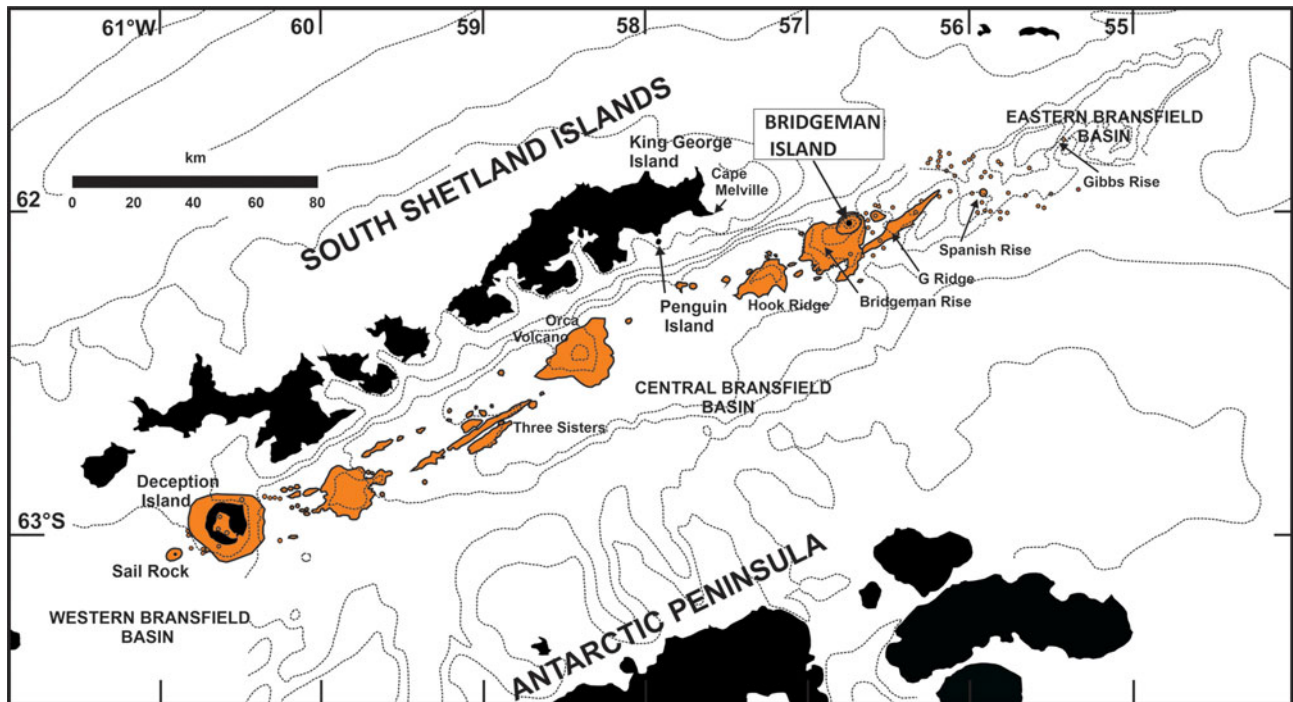 61°W
60
59
58
57
56
55
62
63°S
km
0 20 40 60 80
SOUTH SHETLAND ISLANDS
King George
Island
Cape
Melville
BRIDGEMAN
ISLAND
EASTERN BRANSFIELD
BASIN
Gibbs Rise
Spanish Rise
G Ridge
Bridgeman Rise
Hook Ridge
Penguin
Island
Orca
Volcano
CENTRAL BRANSFIELD
BASIN
Three Sisters
Deception
Island
Sail Rock
WESTERN BRANSFIELD
BASIN
ANTARCTIC PENINSULA